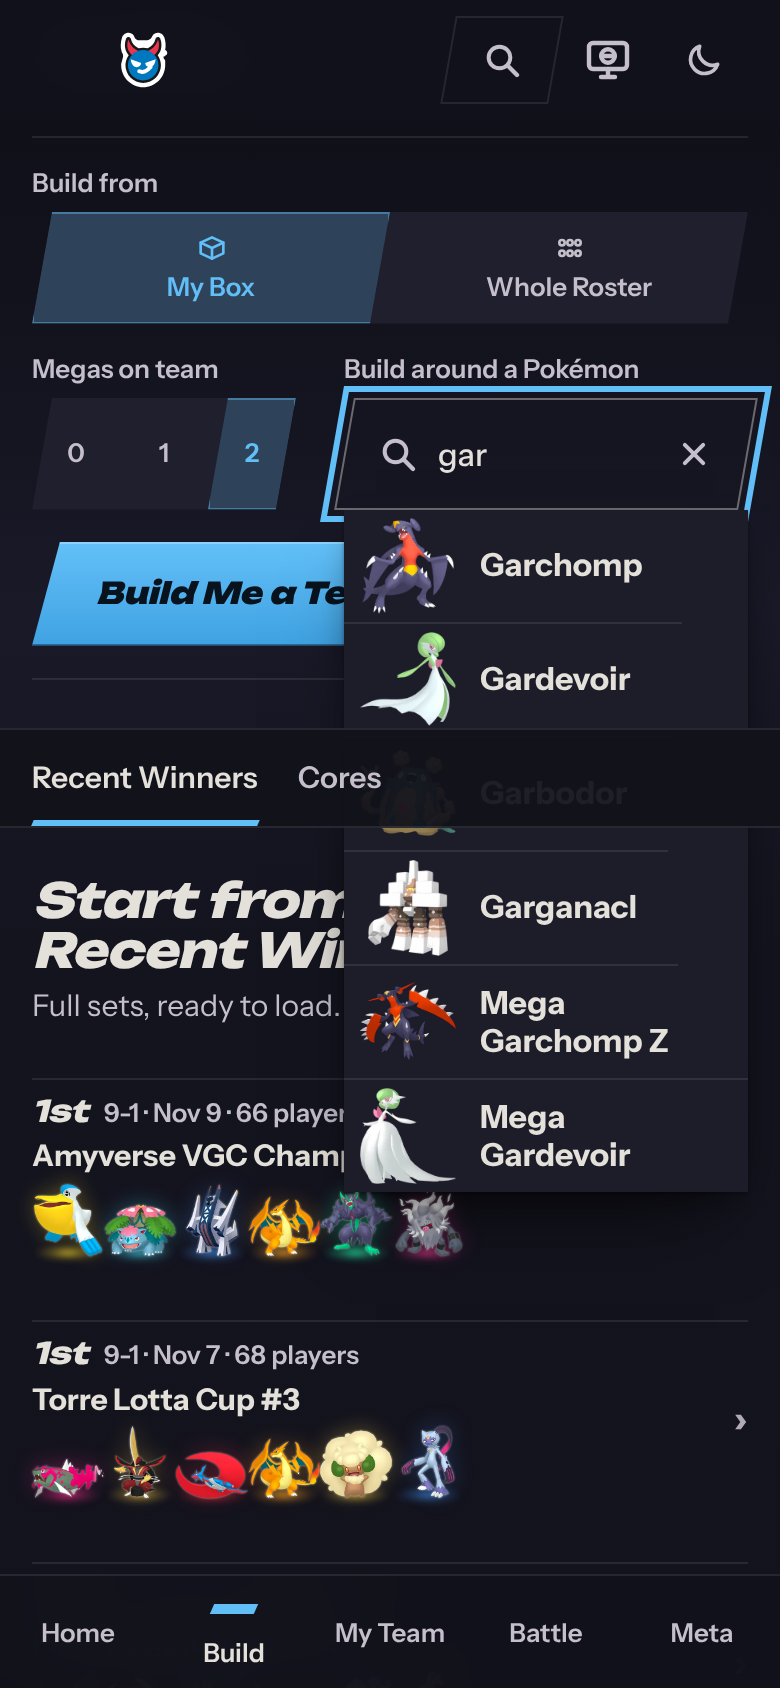 Build from
My Box
Whole Roster
Megas on team
Build around a Pokémon
0 1 2
gar
Garchomp
Build Me a Te
Gardevoir
Recent Winners
Cores
Garbodor
Start from
Recent Wi
Garganacl
Full sets, ready to load.
Mega
Garchomp Z
1st 9-1 · Nov 9 · 66 player
Amyverse VGC Champ
Mega
Gardevoir
1st 9-1 · Nov 7 · 68 players
Torre Lotta Cup #3
Home
Build
My Team
Battle
Meta